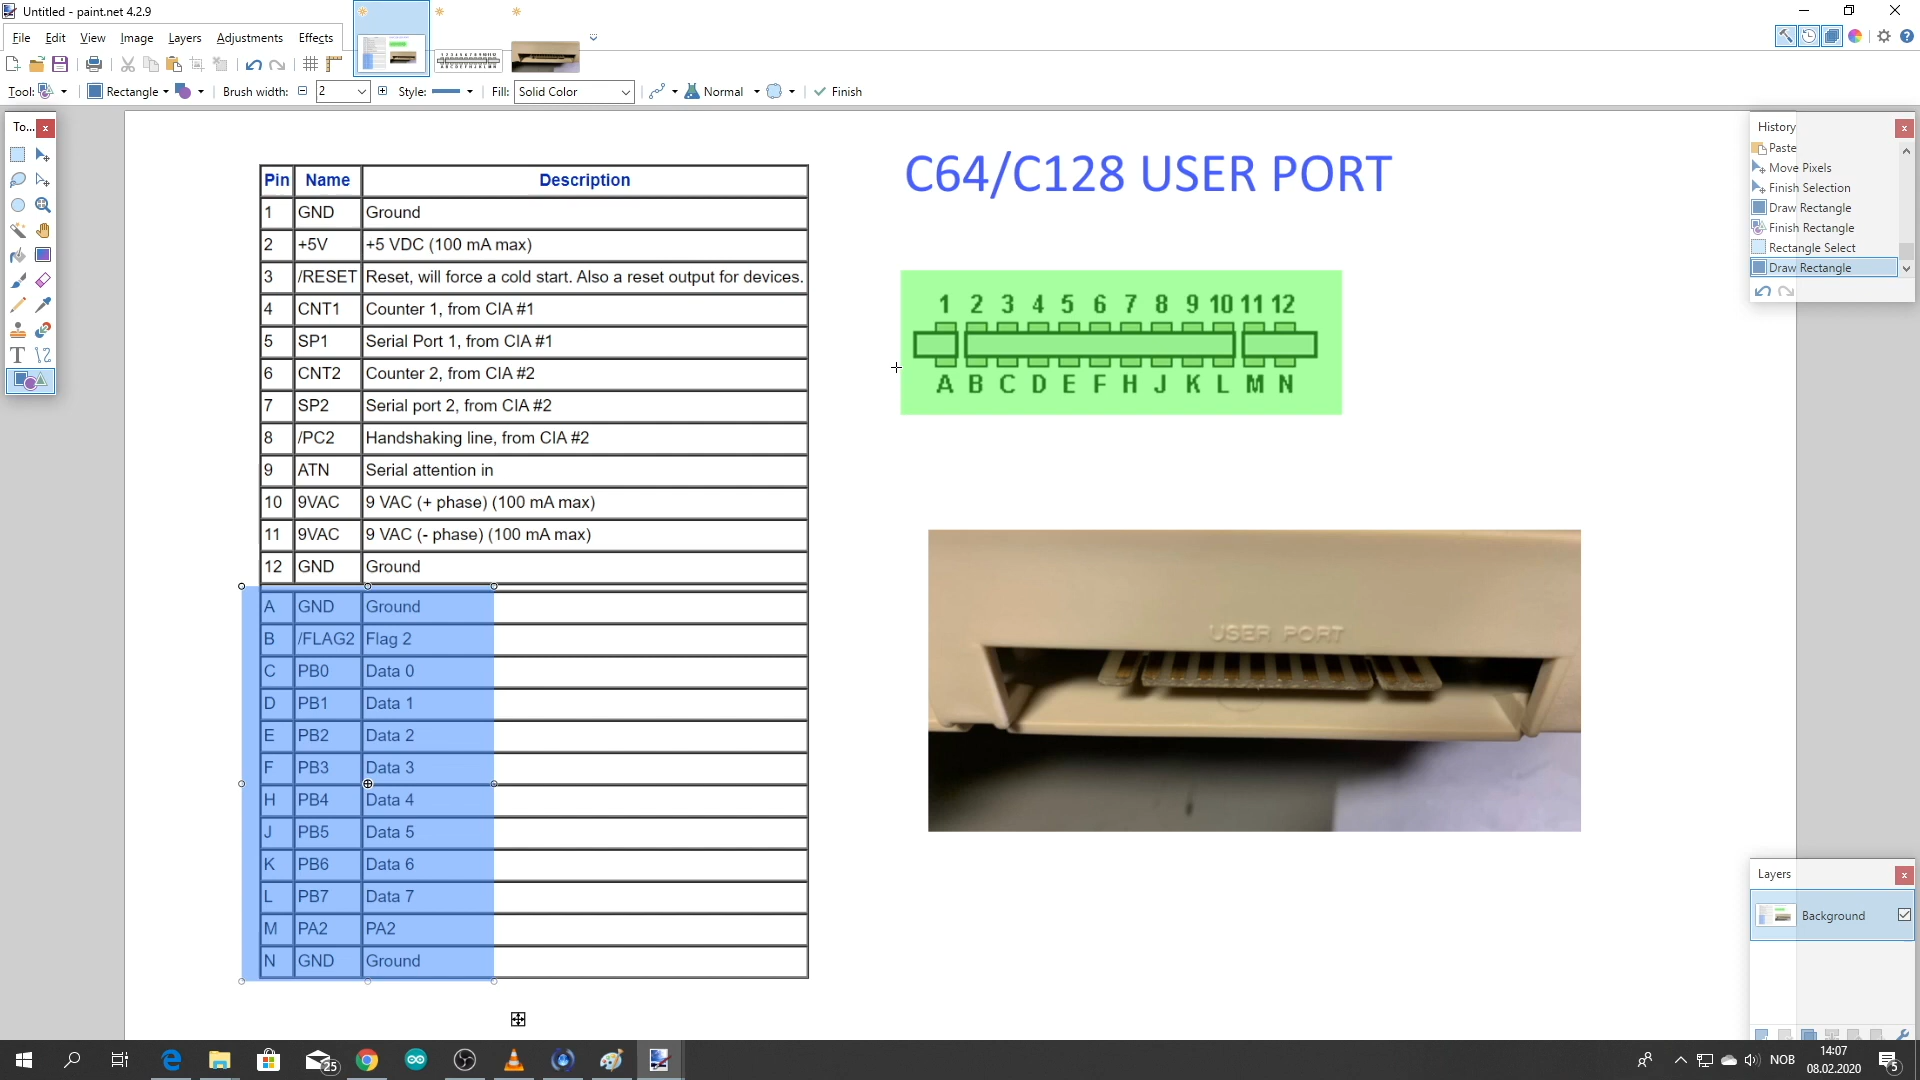 Untitled - paint.net 4.2.9
File Edit View Image Layers Adjustments Effects
Tool: Rectangle Brush width: 2 Style: Fill: Solid Color Normal Finish
To...
History
Paste
Move Pixels
Finish Selection
Draw Rectangle
Finish Rectangle
Rectangle Select
Draw Rectangle
Pin Name Description
1 GND Ground
2 +5V +5 VDC (100 mA max)
3 /RESET Reset, will force a cold start. Also a reset output for devices.
4 CNT1 Counter 1, from CIA #1
5 SP1 Serial Port 1, from CIA #1
6 CNT2 Counter 2, from CIA #2
7 SP2 Serial port 2, from CIA #2
8 /PC2 Handshaking line, from CIA #2
9 ATN Serial attention in
10 9VAC 9 VAC (+ phase) (100 mA max)
11 9VAC 9 VAC (- phase) (100 mA max)
12 GND Ground
A GND Ground
B /FLAG2 Flag 2
C PB0 Data 0
D PB1 Data 1
E PB2 Data 2
F PB3 Data 3
H PB4 Data 4
J PB5 Data 5
K PB6 Data 6
L PB7 Data 7
M PA2 PA2
N GND Ground
C64/C128 USER PORT
1 2 3 4 5 6 7 8 9 10 11 12
A B C D E F H J K L M N
USER PORT
Layers
Background
25
NOB
14:07
08.02.2020
5